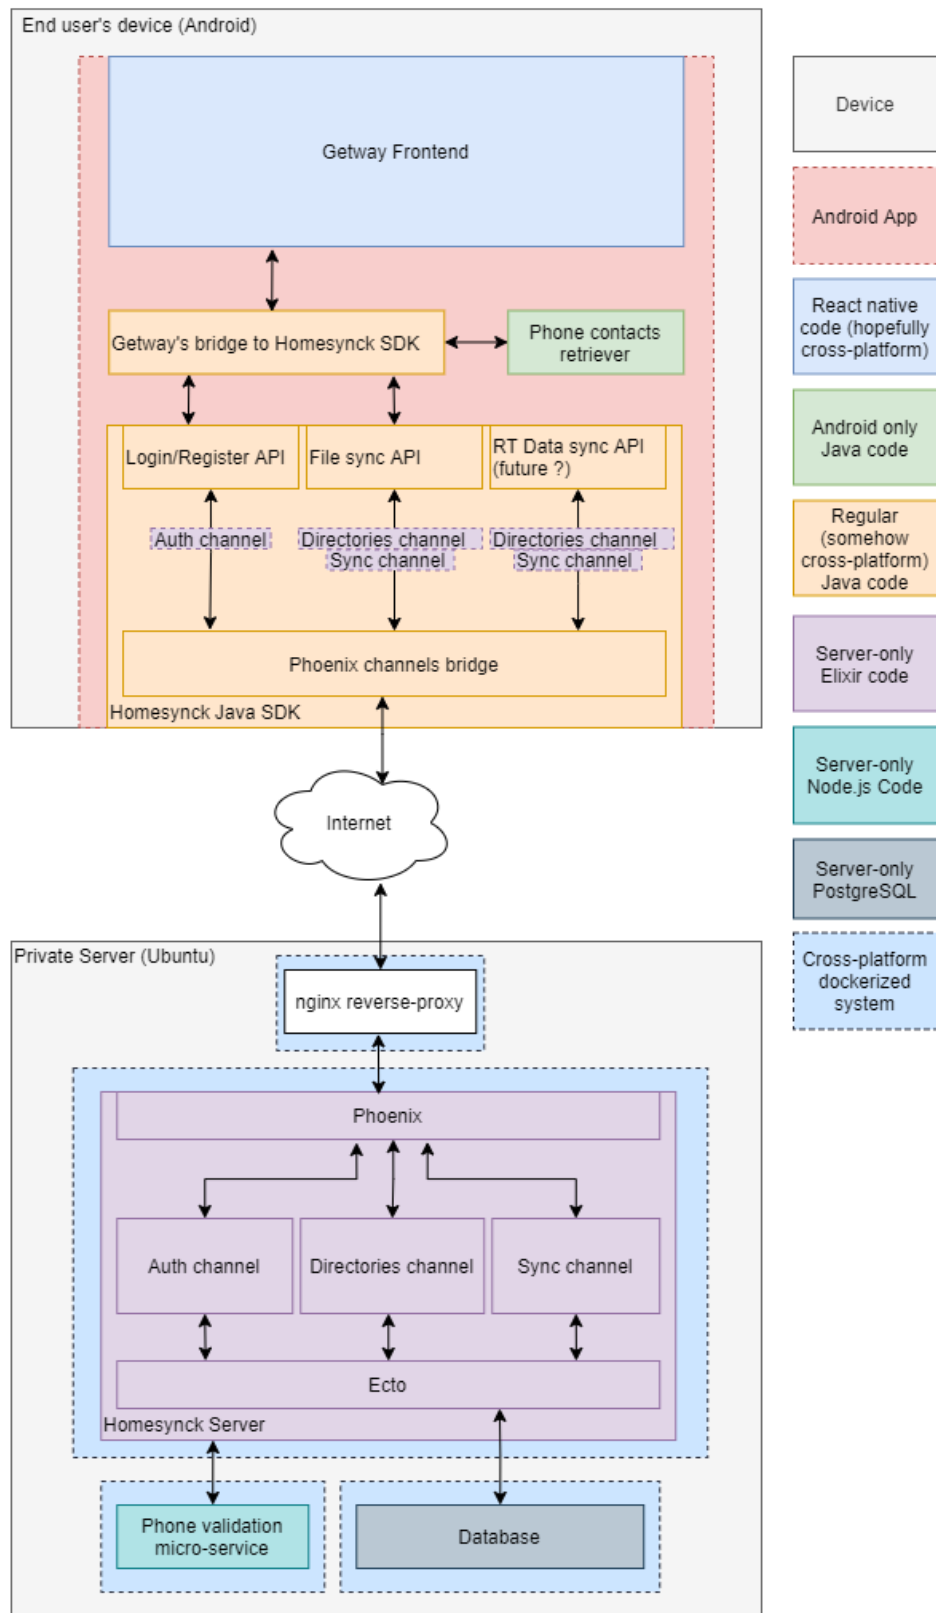 End user's device (Android)
Getway Frontend
Getway's bridge to Homesynck SDK
Phone contacts
retriever
Login/Register API
File sync API
RT Data sync API
(future ?)
Auth channel
Directories channel
Sync channel
Directories channel
Sync channel
Phoenix channels bridge
Homesynck Java SDK
Internet
Private Server (Ubuntu)
nginx reverse-proxy
Phoenix
Auth channel
Directories channel
Sync channel
Ecto
Homesynck Server
Phone validation
micro-service
Database
Device
Android App
React native
code (hopefully
cross-platform)
Android only
Java code
Regular
(somehow
cross-platform)
Java code
Server-only
Elixir code
Server-only
Node.js Code
Server-only
PostgreSQL
Cross-platform
dockerized
system